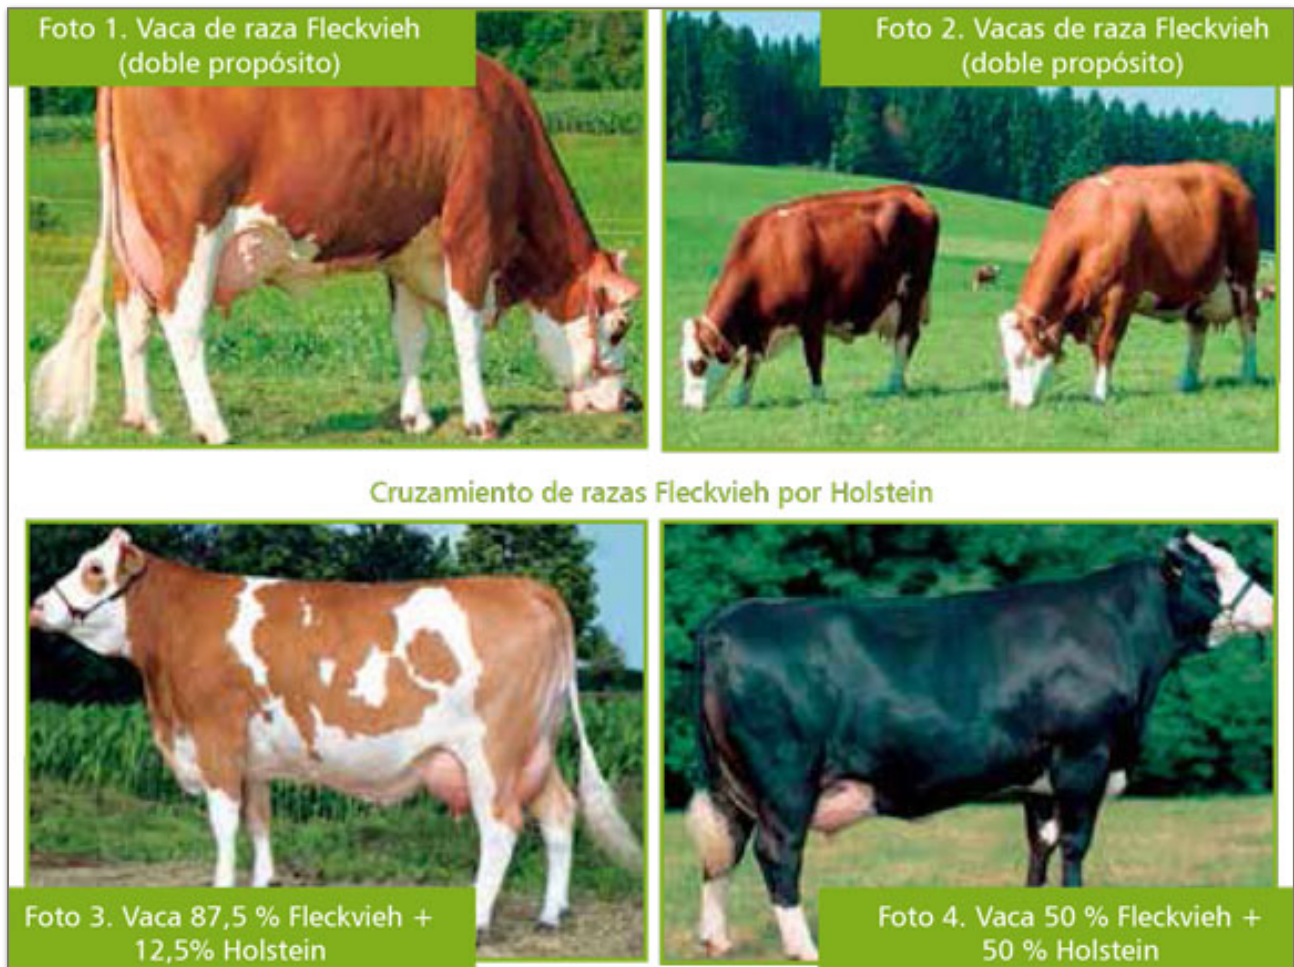 Foto 1. Vaca de raza Fleckvieh
(doble propósito)
Foto 2. Vacas de raza Fleckvieh
(doble propósito)
Cruzamiento de razas Fleckvieh por Holstein
Foto 3. Vaca 87,5 % Fleckvieh +
12,5% Holstein
Foto 4. Vaca 50 % Fleckvieh +
50 % Holstein